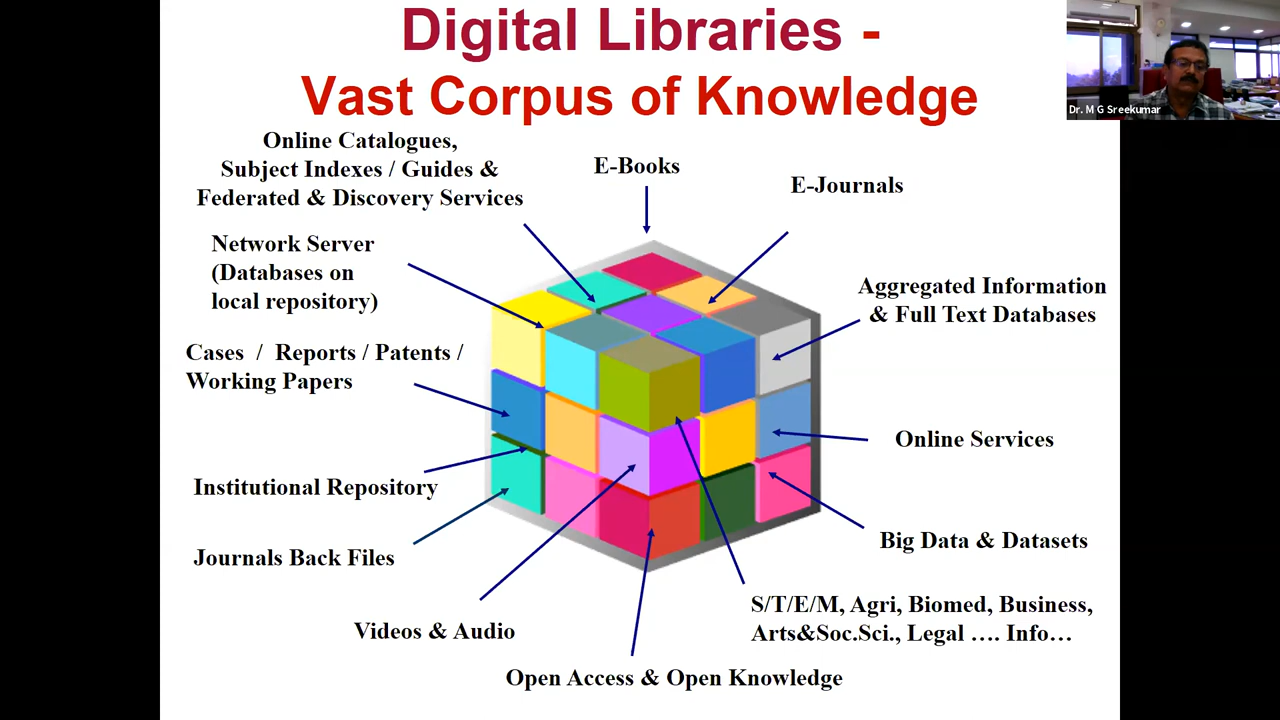 Digital Libraries -
Vast Corpus of Knowledge
Dr. M G Sreekumar
Online Catalogues,
Subject Indexes / Guides &
Federated & Discovery Services
E-Books
E-Journals
Network Server
(Databases on
local repository)
Aggregated Information
& Full Text Databases
Cases / Reports / Patents /
Working Papers
Online Services
Institutional Repository
Big Data & Datasets
Journals Back Files
S/T/E/M, Agri, Biomed, Business,
Arts&Soc.Sci., Legal .... Info...
Videos & Audio
Open Access & Open Knowledge